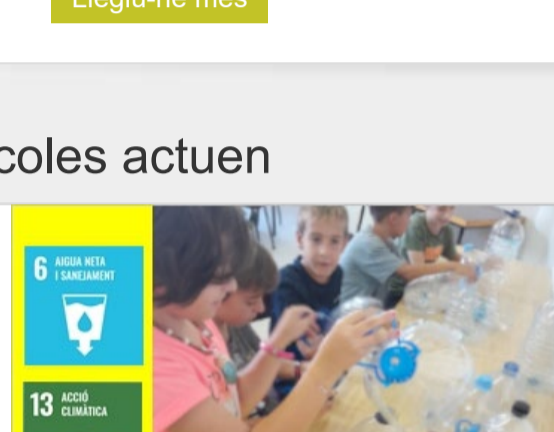 Llegiu-ne més
coles actuen
6 AIGUA NETA
I SANEJAMENT
13 ACCIÓ
CLIMÀTICA